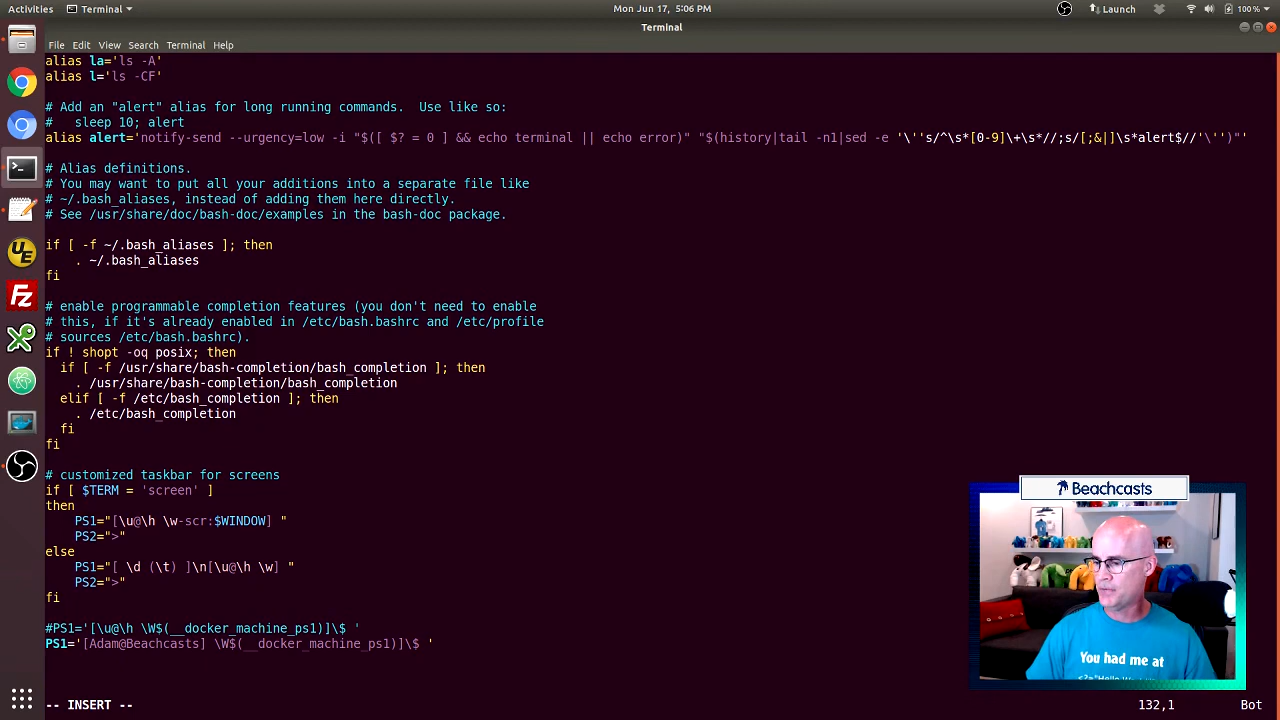 Activities
Terminal
Mon Jun 17, 5:06 PM
Launch
100%
Terminal
File Edit View Search Terminal Help
alias la='ls -A'
alias l='ls -CF'
# Add an "alert" alias for long running commands.  Use like so:
#   sleep 10; alert
alias alert='notify-send --urgency=low -i "$([ $? = 0 ] && echo terminal || echo error)" "$(history|tail -n1|sed -e '\''s/^\s*[0-9]\+\s*//;s/[;&|]\s*alert$//'\'')"'
# Alias definitions.
# You may want to put all your additions into a separate file like
# ~/.bash_aliases, instead of adding them here directly.
# See /usr/share/doc/bash-doc/examples in the bash-doc package.
if [ -f ~/.bash_aliases ]; then
    . ~/.bash_aliases
fi
# enable programmable completion features (you don't need to enable
# this, if it's already enabled in /etc/bash.bashrc and /etc/profile
# sources /etc/bash.bashrc).
if ! shopt -oq posix; then
  if [ -f /usr/share/bash-completion/bash_completion ]; then
    . /usr/share/bash-completion/bash_completion
  elif [ -f /etc/bash_completion ]; then
    . /etc/bash_completion
   fi
fi
# customized taskbar for screens
if [ $TERM = 'screen' ]
then
    PS1="[\u@\h \w-scr:$WINDOW] "
    PS2=">"
else
    PS1="[ \d (\t) ]\n[\u@\h \w] "
    PS2=">"
fi
#PS1='[\u@\h \W$(__docker_machine_ps1)]\$ '
PS1='[Adam@Beachcasts] \W$(__docker_machine_ps1)]\$ '
-- INSERT --
132,1
Bot
Beachcasts
You had me at
UE
Fz